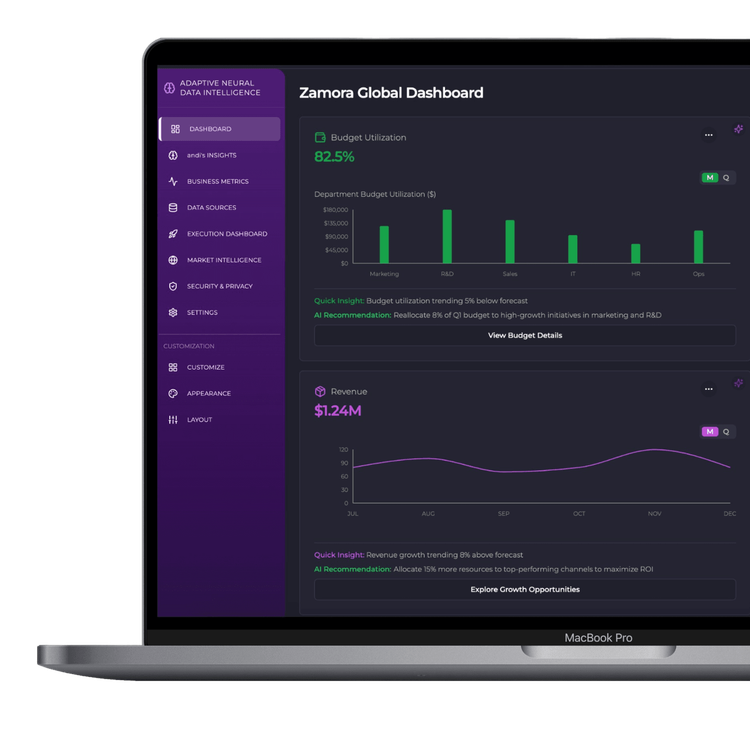 ADAPTIVE NEURAL
DATA INTELLIGENCE
DASHBOARD
andi's INSIGHTS
BUSINESS METRICS
DATA SOURCES
EXECUTION DASHBOARD
MARKET INTELLIGENCE
SECURITY & PRIVACY
SETTINGS
CUSTOMIZATION
CUSTOMIZE
APPEARANCE
LAYOUT
Zamora Global Dashboard
Budget Utilization
82.5%
M Q
Department Budget Utilization ($)
$180,000
$135,000
$90,000
$45,000
$0
Marketing R&D Sales IT HR Ops
Quick Insight: Budget utilization trending 5% below forecast
AI Recommendation: Reallocate 8% of Q1 budget to high-growth initiatives in marketing and R&D
View Budget Details
Revenue
$1.24M
M Q
120
90
60
30
0
JUL AUG SEP OCT NOV DEC
Quick Insight: Revenue growth trending 8% above forecast
AI Recommendation: Allocate 15% more resources to top-performing channels to maximize ROI
Explore Growth Opportunities
MacBook Pro